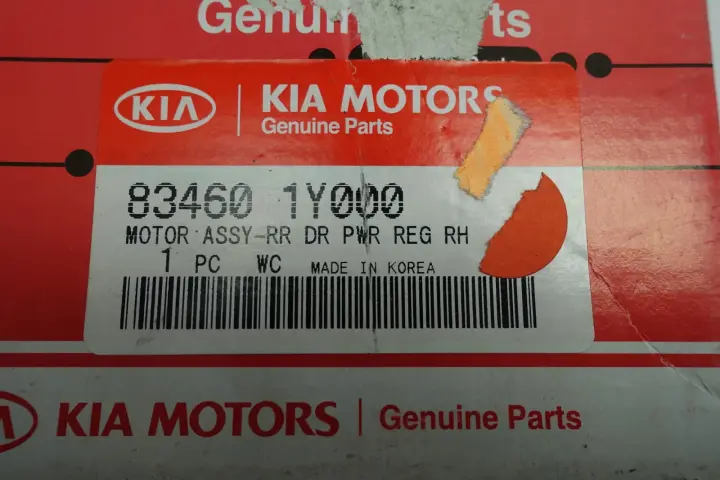 Genuine Parts
KIA KIA MOTORS
Genuine Parts
83460 1Y000
MOTOR ASSY-RR DR PWR REG RH
1 PC WC MADE IN KOREA
KIA MOTORS Genuine Parts